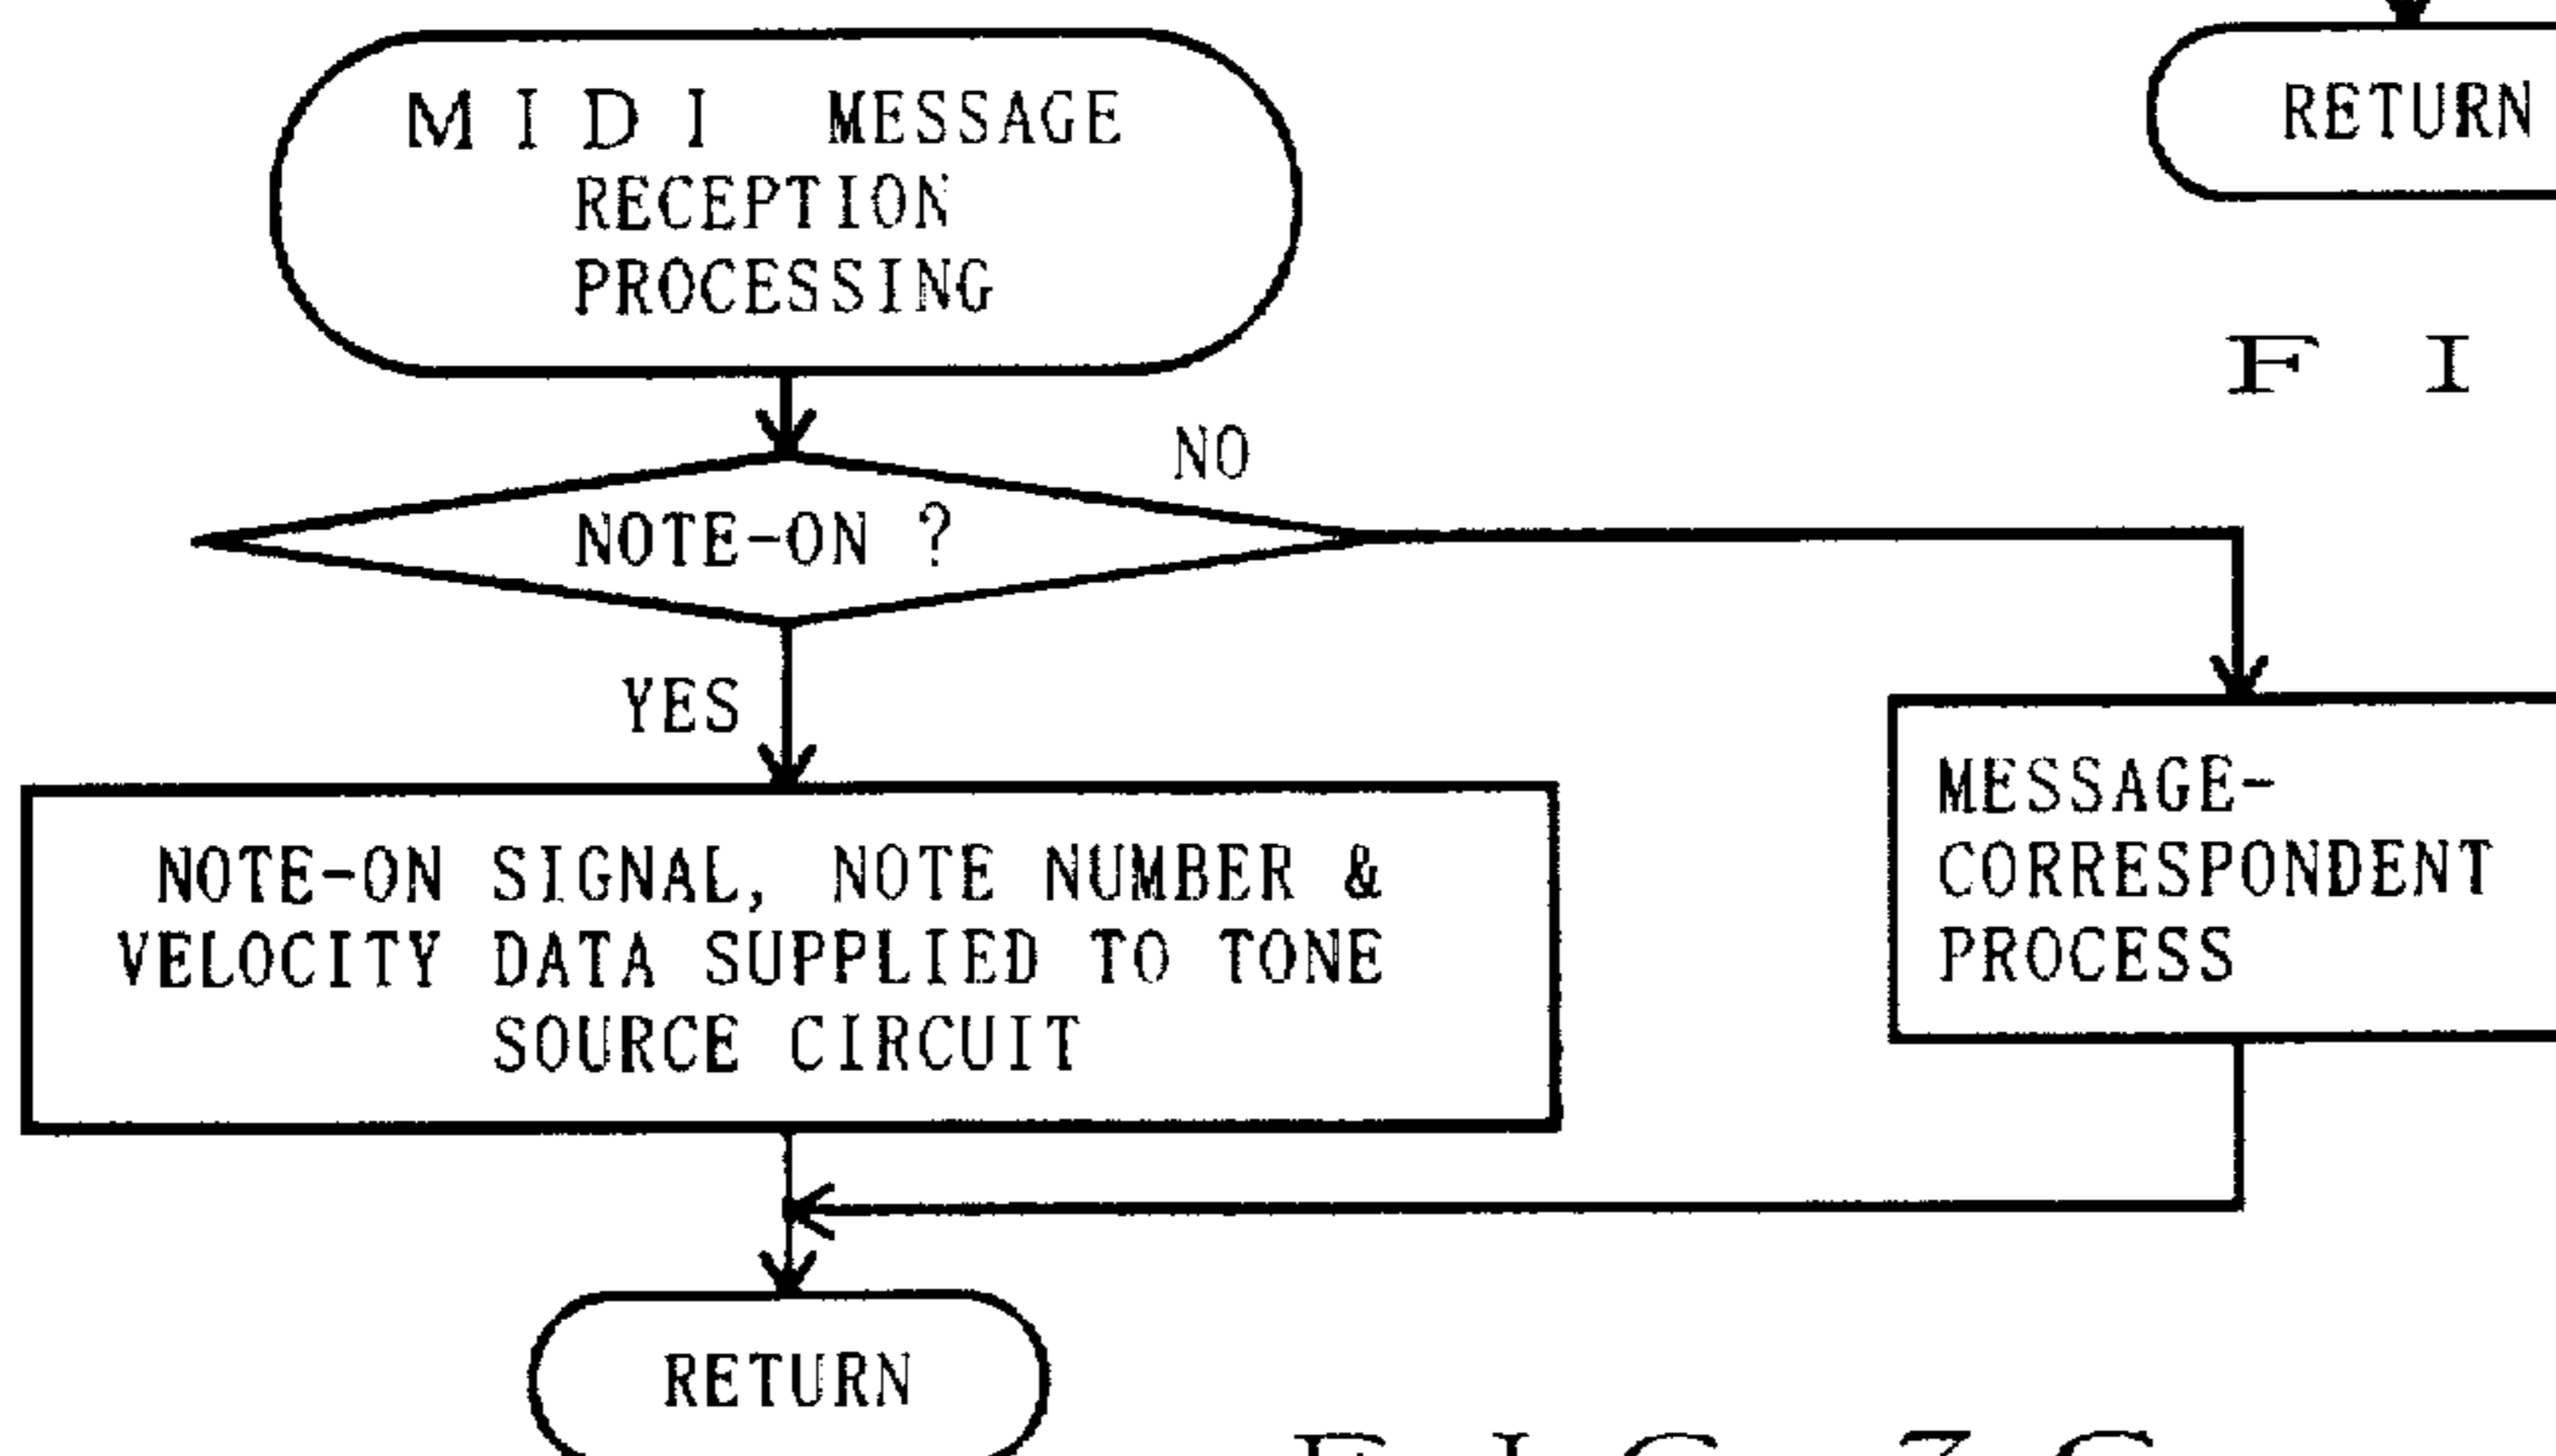 MIDI MESSAGE
RECEPTION
PROCESSING
RETURN
F I
NO
NOTE-ON ?
YES
NOTE-ON SIGNAL, NOTE NUMBER &
VELOCITY DATA SUPPLIED TO TONE
SOURCE CIRCUIT
MESSAGE-
CORRESPONDENT
PROCESS
RETURN